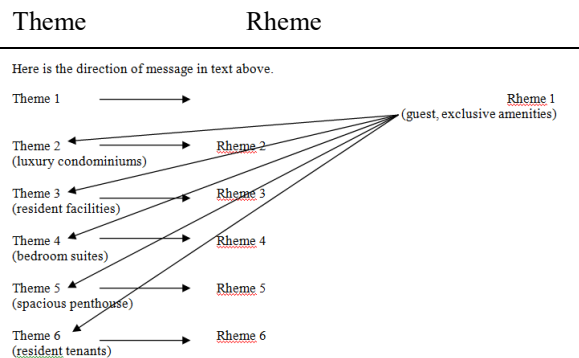 Theme Rheme
Here is the direction of message in text above.
Theme 1 Rheme 1
(guest, exclusive amenities)
Theme 2 Rheme 2
(luxury condominiums)
Theme 3 Rheme 3
(resident facilities)
Theme 4 Rheme 4
(bedroom suites)
Theme 5 Rheme 5
(spacious penthouse)
Theme 6 Rheme 6
(resident tenants)